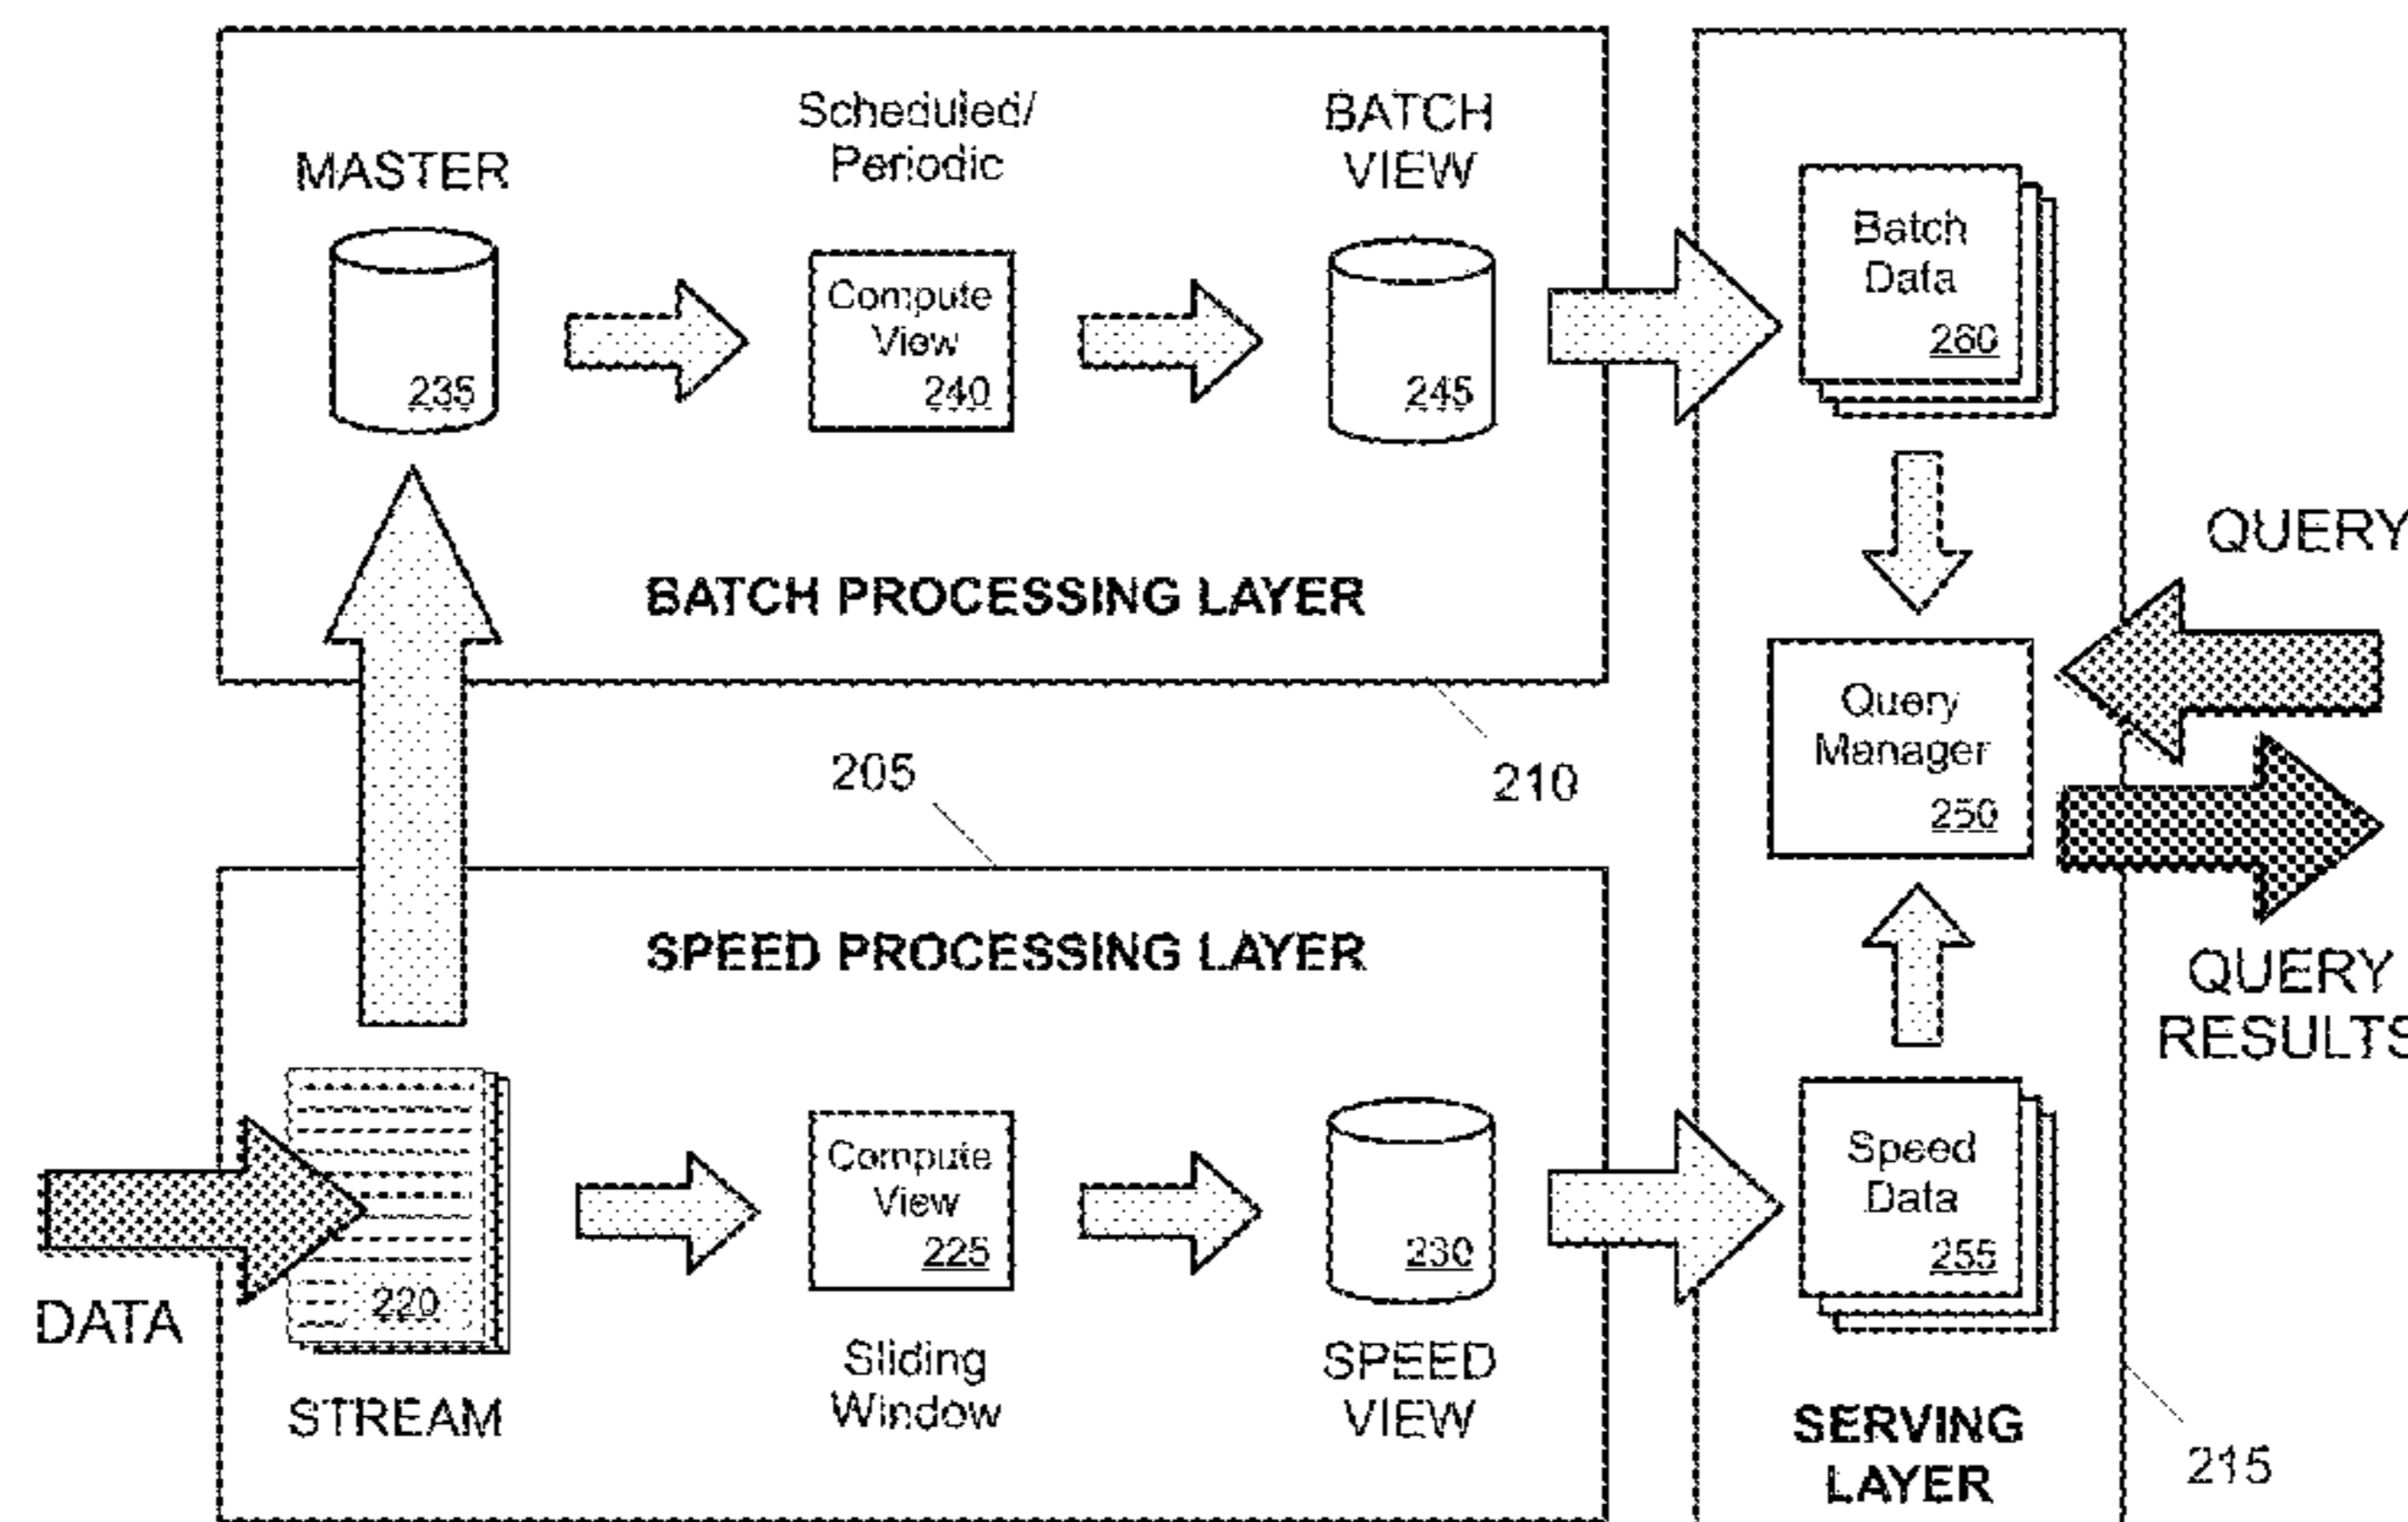 Scheduled/
Periodic
MASTER
BATCH
VIEW
235
Compute
View
240
245
Batch
Data
260
BATCH PROCESSING LAYER
210
QUERY
Query
Manager
250
QUERY
RESULTS
205
SPEED PROCESSING LAYER
DATA
220
STREAM
Compute
View
225
Sliding
Window
230
SPEED
VIEW
Speed
Data
255
SERVING
LAYER
215